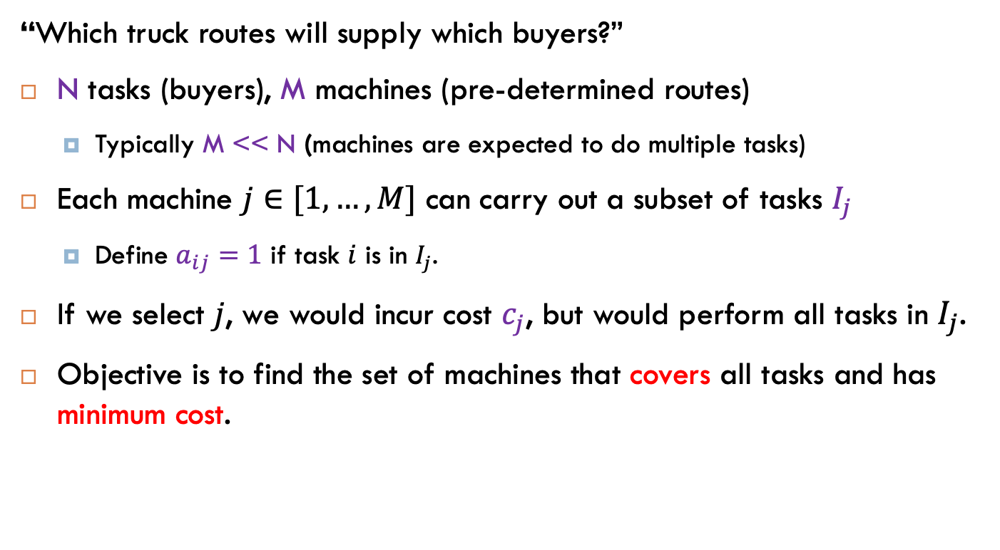 “Which truck routes will supply which buyers?”
N tasks (buyers), M machines (pre-determined routes)
Typically M << N (machines are expected to do multiple tasks)
Each machine j ∈ [1, … , M] can carry out a subset of tasks I_j
Define a_{ij} = 1 if task i is in I_j.
If we select j, we would incur cost c_j, but would perform all tasks in I_j.
Objective is to find the set of machines that covers all tasks and has
minimum cost.